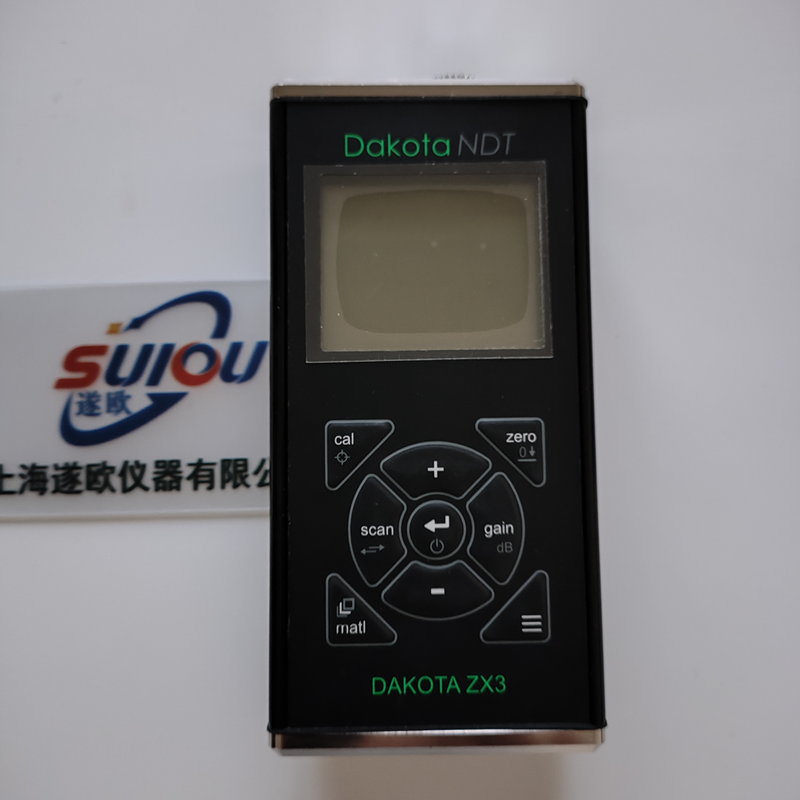 Dakota NDT
SUIOU
遂欧
上海遂欧仪器有限公
cal
zero
0
+
scan
gain
dB
-
matl
DAKOTA ZX3